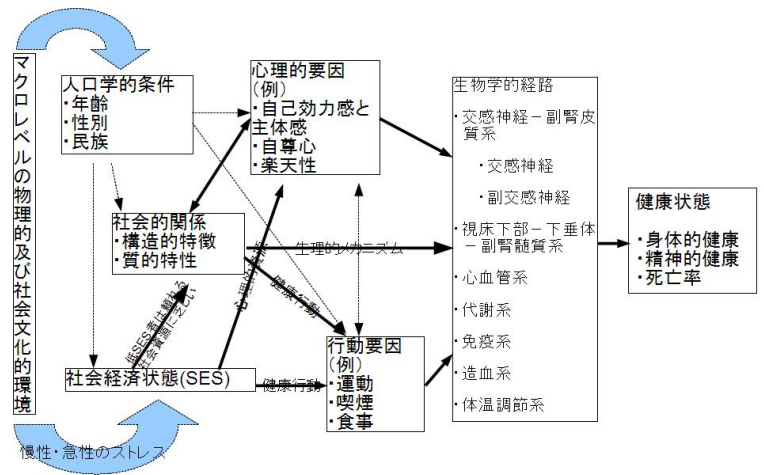 マクロレベルの物理的及び社会文化的環境
人口学的条件
・年齢
・性別
・民族
心理的要因
(例)
・自己効力感と
主体感
・自尊心
・楽天性
生物学的経路
・交感神経－副腎皮
質系
・交感神経
・副交感神経
・視床下部－下垂体
－副腎髄質系
・心血管系
・代謝系
・免疫系
・造血系
・体温調節系
健康状態
・身体的健康
・精神的健康
・死亡率
社会的関係
・構造的特徴
・質的特性
生理的メカニズム
心理的資源
健康行動
低SES者は頼れる
社会資源に乏しい
行動要因
(例)
・運動
・喫煙
・食事
社会経済状態(SES)
健康行動
慢性・急性のストレス